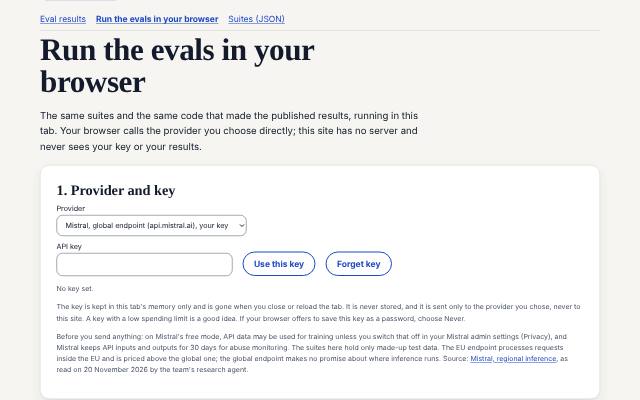 Eval results Run the evals in your browser Suites (JSON)
Run the evals in your
browser
The same suites and the same code that made the published results, running in this
tab. Your browser calls the provider you choose directly; this site has no server and
never sees your key or your results.
1. Provider and key
Provider
Mistral, global endpoint (api.mistral.ai), your key
API key
Use this key Forget key
No key set.
The key is kept in this tab's memory only and is gone when you close or reload the tab. It is never stored, and it is sent only to the provider you chose, never to
this site. A key with a low spending limit is a good idea. If your browser offers to save this key as a password, choose Never.
Before you send anything: on Mistral's free mode, API data may be used for training unless you switch that off in your Mistral admin settings (Privacy), and
Mistral keeps API inputs and outputs for 30 days for abuse monitoring. The suites here hold only made-up test data. The EU endpoint processes requests
inside the EU and is priced above the global one; the global endpoint makes no promise about where inference runs. Source: Mistral, regional inference, as
read on 20 November 2026 by the team's research agent.